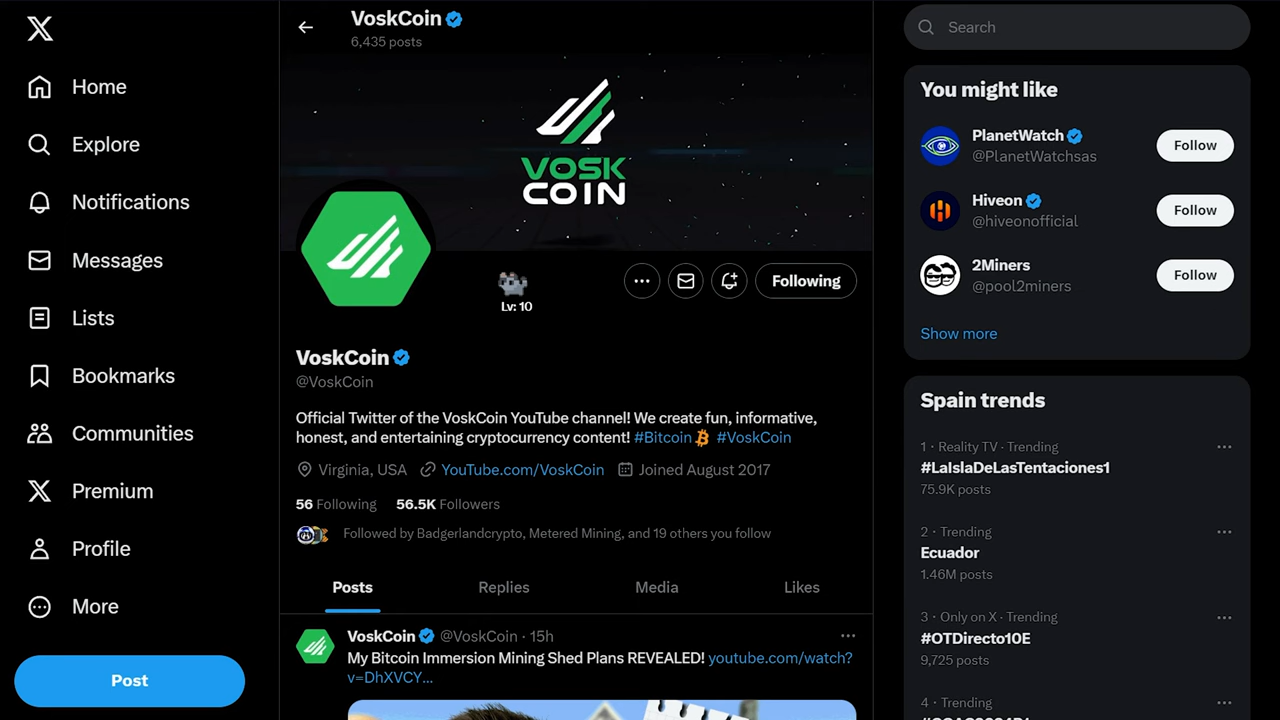 Home
Explore
Notifications
Messages
Lists
Bookmarks
Communities
Premium
Profile
More
Post
VoskCoin
6,435 posts
VOSK
COIN
Lv: 10
Following
VoskCoin
@VoskCoin
Official Twitter of the VoskCoin YouTube channel! We create fun, informative,
honest, and entertaining cryptocurrency content! #Bitcoin #VoskCoin
Virginia, USA YouTube.com/VoskCoin Joined August 2017
56 Following 56.5K Followers
Followed by Badgerlandcrypto, Metered Mining, and 19 others you follow
Posts Replies Media Likes
VoskCoin @VoskCoin · 15h
My Bitcoin Immersion Mining Shed Plans REVEALED! youtube.com/watch?
v=DhXVCY...
Search
You might like
PlanetWatch
@PlanetWatchsas
Follow
Hiveon
@hiveonofficial
Follow
2Miners
@pool2miners
Follow
Show more
Spain trends
1 · Reality TV · Trending
#LaIslaDeLasTentaciones1
75.9K posts
2 · Trending
Ecuador
1.46M posts
3 · Only on X · Trending
#OTDirecto10E
9,725 posts
4 · Trending